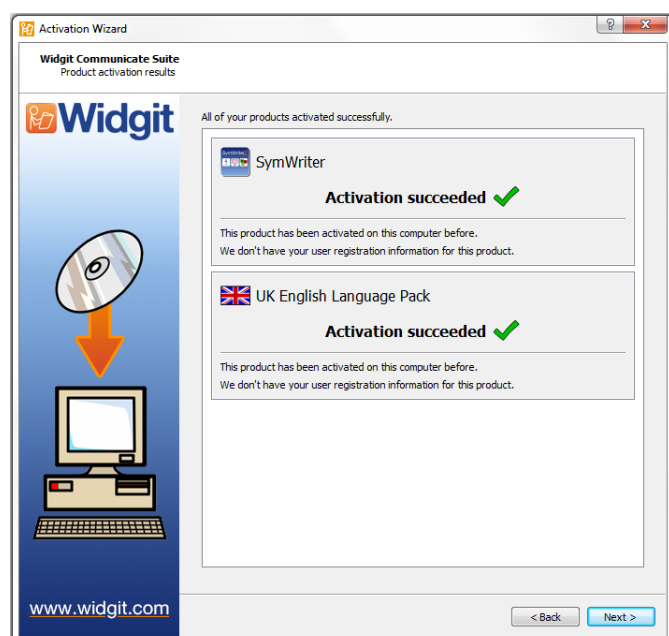 Activation Wizard
Widgit Communicate Suite
Product activation results
Widgit
All of your products activated successfully.
SymWriter
Activation succeeded
This product has been activated on this computer before.
We don't have your user registration information for this product.
UK English Language Pack
Activation succeeded
This product has been activated on this computer before.
We don't have your user registration information for this product.
www.widgit.com
< Back
Next >